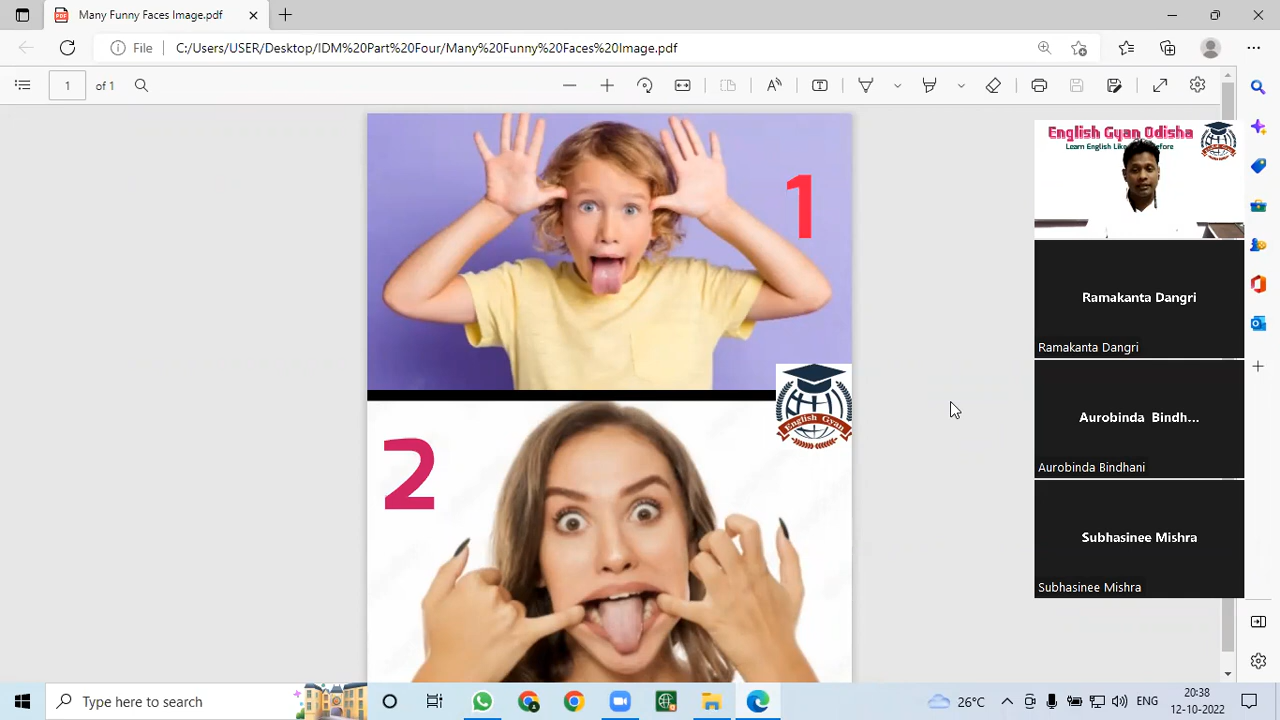 Many Funny Faces Image.pdf
File
C:/Users/USER/Desktop/IDM%20Part%20Four/Many%20Funny%20Faces%20Image.pdf
1
of 1
1
2
English Gyan
English Gyan Odisha
Ramakanta Dangri
Ramakanta Dangri
Aurobinda Bindh...
Aurobinda Bindhani
Subhasinee Mishra
Subhasinee Mishra
Type here to search
26°C
ENG
20:38
12-10-2022